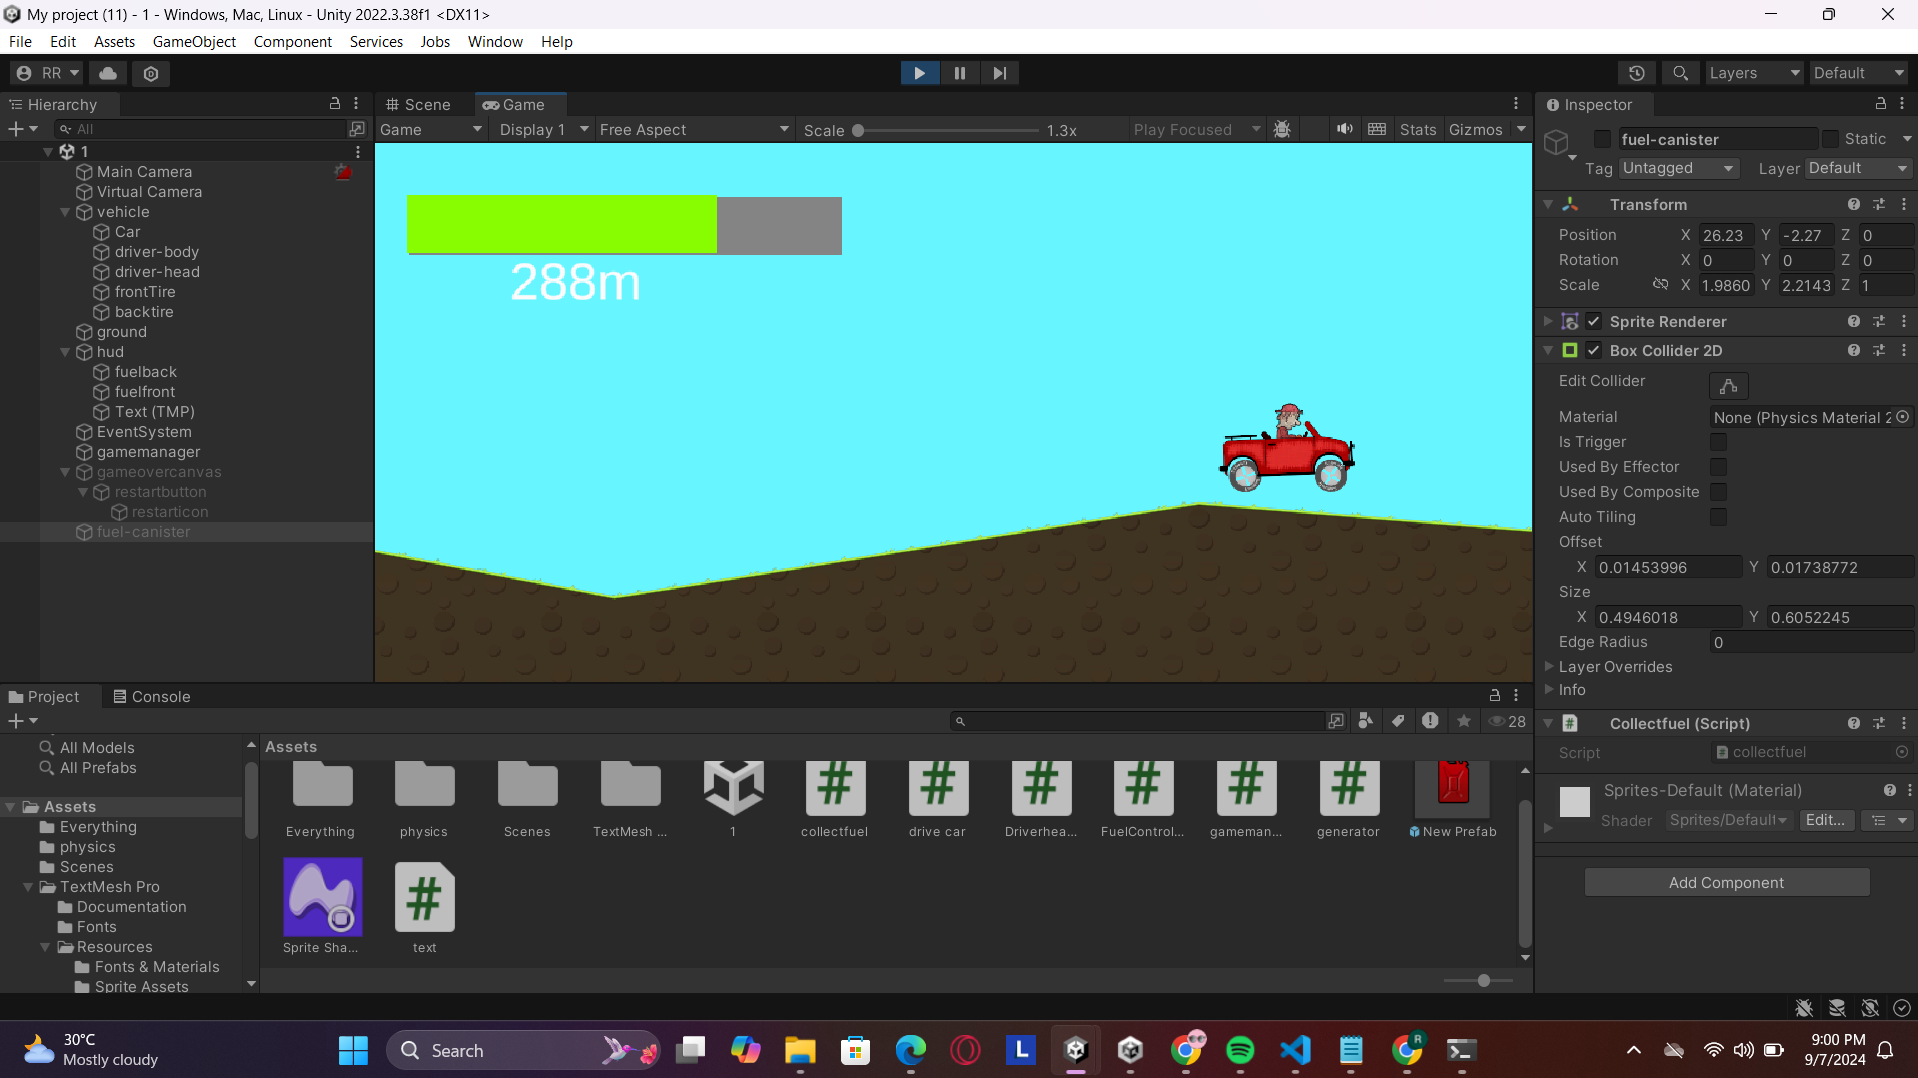 My project (11) - 1 - Windows, Mac, Linux - Unity 2022.3.38f1 <DX11>
File Edit Assets GameObject Component Services Jobs Window Help
RR
Layers Default
Hierarchy
All
1
Main Camera
Virtual Camera
vehicle
Car
driver-body
driver-head
frontTire
backtire
ground
hud
fuelback
fuelfront
Text (TMP)
EventSystem
gamemanager
gameovercanvas
restartbutton
restarticon
fuel-canister
Scene Game
Game Display 1 Free Aspect Scale 1.3x Play Focused Stats Gizmos
288m
Inspector
fuel-canister Static
Tag Untagged Layer Default
Transform
Position X 26.23 Y -2.27 Z 0
Rotation X 0 Y 0 Z 0
Scale X 1.9860 Y 2.2143 Z 1
Sprite Renderer
Box Collider 2D
Edit Collider
Material None (Physics Material 2
Is Trigger
Used By Effector
Used By Composite
Auto Tiling
Offset
X 0.01453996 Y 0.01738772
Size
X 0.4946018 Y 0.6052245
Edge Radius 0
Layer Overrides
Info
Collectfuel (Script)
Script collectfuel
Sprites-Default (Material)
Shader Sprites/Default Edit...
Add Component
Project Console
28
All Models
All Prefabs
Assets
Everything
physics
Scenes
TextMesh Pro
Documentation
Fonts
Resources
Fonts & Materials
Sprite Assets
Assets
Everything physics Scenes TextMesh ... 1 collectfuel drive car Driverhea... FuelControl... gameman... generator New Prefab
Sprite Sha... text
30°C
Mostly cloudy
Search
L
R
9:00 PM
9/7/2024